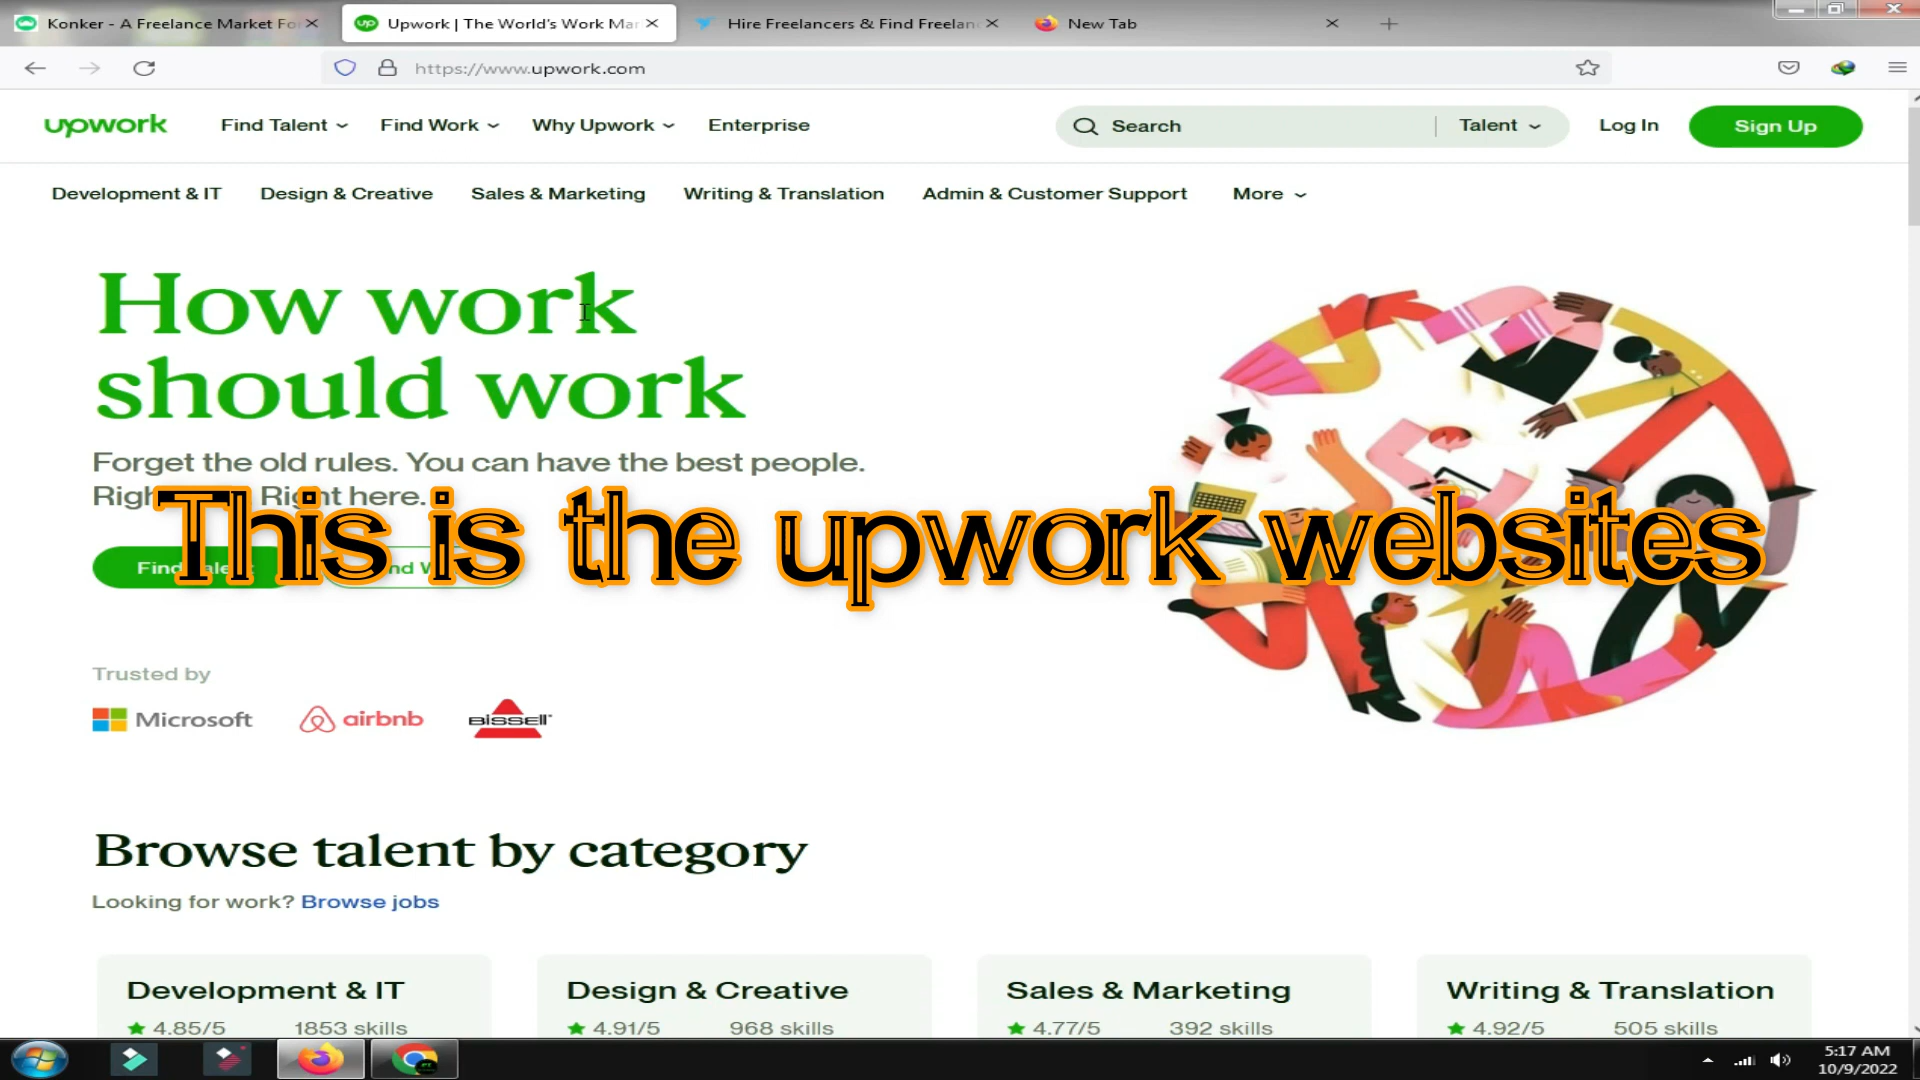 Konker - A Freelance Market Fo
Upwork | The World's Work Mar
Hire Freelancers & Find Freelan
New Tab
https://www.upwork.com
upwork
Find Talent
Find Work
Why Upwork
Enterprise
Search
Talent
Log In
Sign Up
Development & IT
Design & Creative
Sales & Marketing
Writing & Translation
Admin & Customer Support
More
How work
should work
Forget the old rules. You can have the best people.
Right here.
This is the upwork websites
Trusted by
Microsoft
airbnb
BISSELL
Browse talent by category
Looking for work? Browse jobs
Development & IT
4.85/5
1853 skills
Design & Creative
4.91/5
968 skills
Sales & Marketing
4.77/5
392 skills
Writing & Translation
4.92/5
505 skills
5:17 AM
10/9/2022